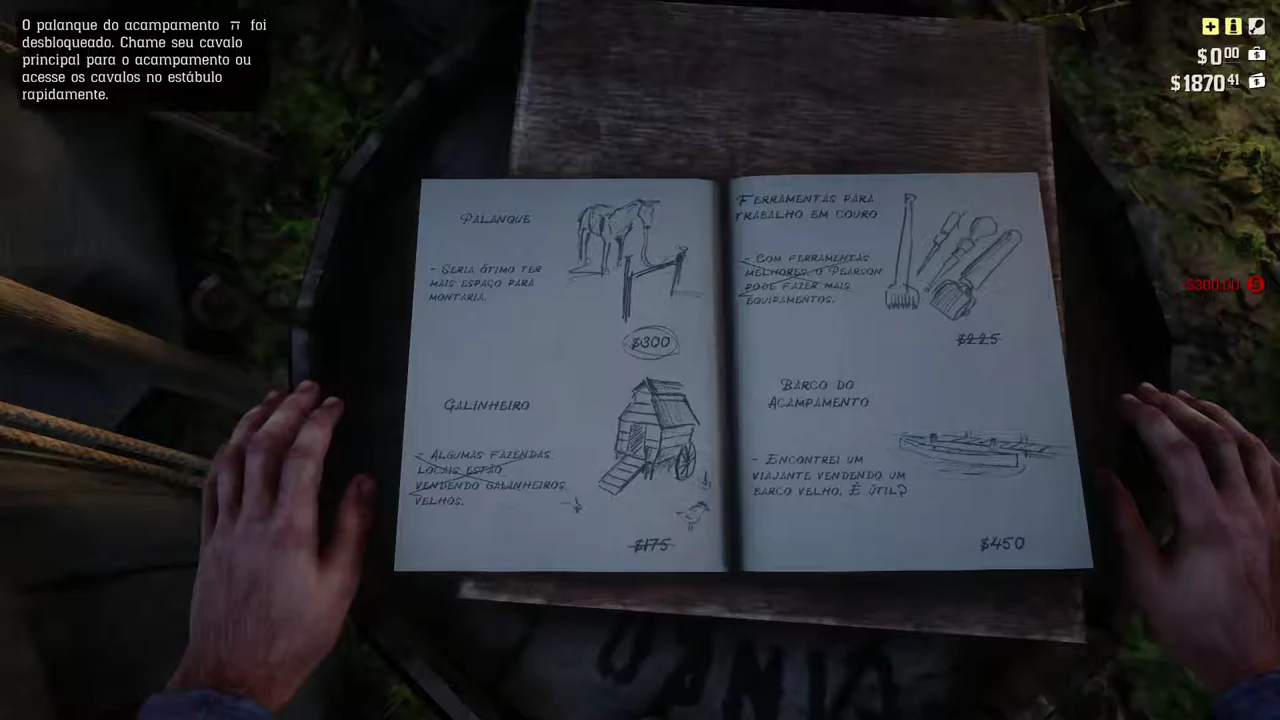 O palanque do acampamento foi
desbloqueado. Chame seu cavalo
principal para o acampamento ou
acesse os cavalos no estábulo
rapidamente.
$0.00
$1870.41
-$300.00
PALANQUE
- SERIA ÓTIMO TER
MAIS ESPAÇO PARA
MONTARIA.
$300
GALINHEIRO
- ALGUMAS FAZENDAS
LOCAIS ESTÃO
VENDENDO GALINHEIROS
VELHOS.
$175
FERRAMENTAS PARA
TRABALHO EM COURO
- COM FERRAMENTAS
MELHORES, O PEARSON
PODE FAZER MAIS
EQUIPAMENTOS.
$225
BARCO DO
ACAMPAMENTO
- ENCONTREI UM
VIAJANTE VENDENDO UM
BARCO VELHO. É ÚTIL?
$450